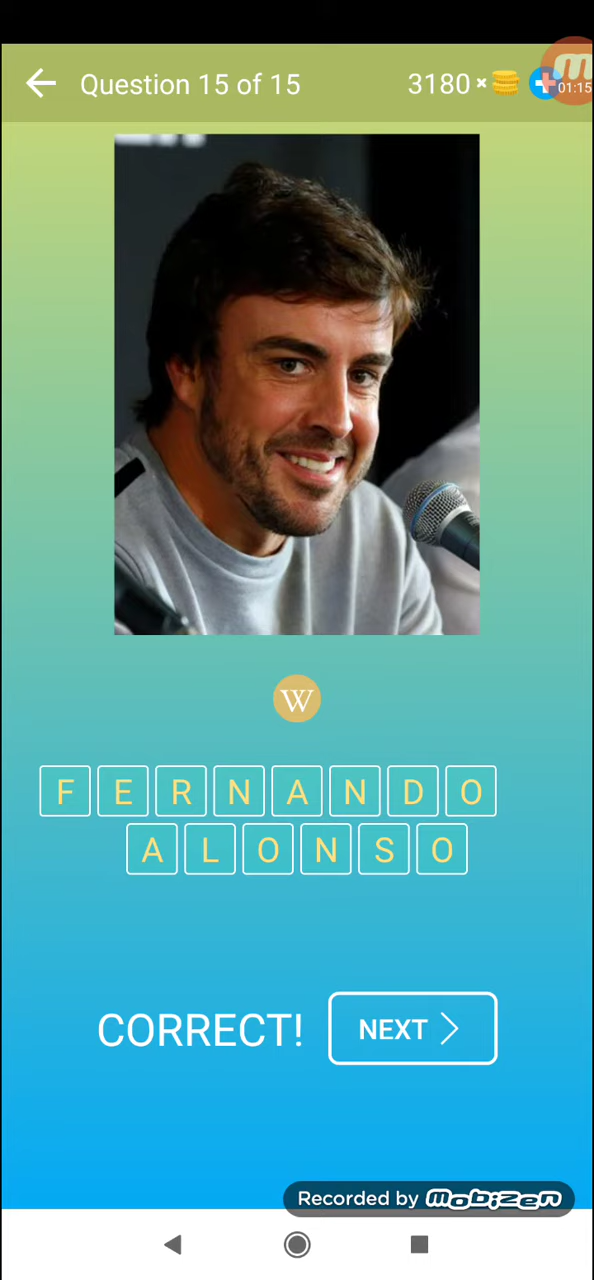 Question 15 of 15
3180 ×
01:15
W
FERNANDO
ALONSO
CORRECT!
NEXT >
Recorded by mobizen